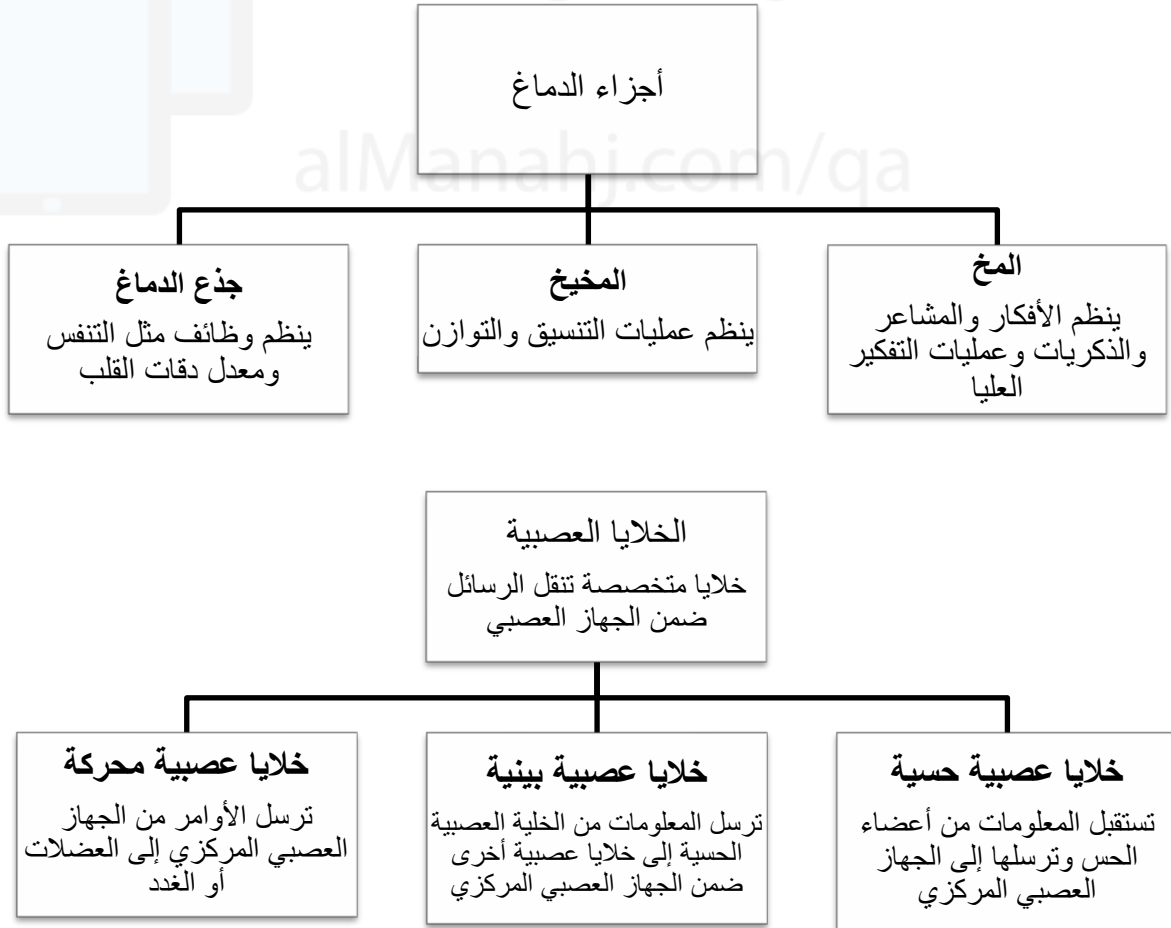 أجزاء الدماغ
alManahj.com/qa
المخ
ينظم الأفكار والمشاعر
والذكريات وعمليات التفكير
العليا
المخيخ
ينظم عمليات التنسيق والتوازن
جذع الدماغ
ينظم وظائف مثل التنفس
ومعدل دقات القلب
الخلايا العصبية
خلايا متخصصة تنقل الرسائل
ضمن الجهاز العصبي
خلايا عصبية حسية
تستقبل المعلومات من أعضاء
الحس وترسلها إلى الجهاز
العصبي المركزي
خلايا عصبية بينية
ترسل المعلومات من الخلية العصبية
الحسية إلى خلايا عصبية أخرى
ضمن الجهاز العصبي المركزي
خلايا عصبية محركة
ترسل الأوامر من الجهاز
العصبي المركزي إلى العضلات
أو الغدد